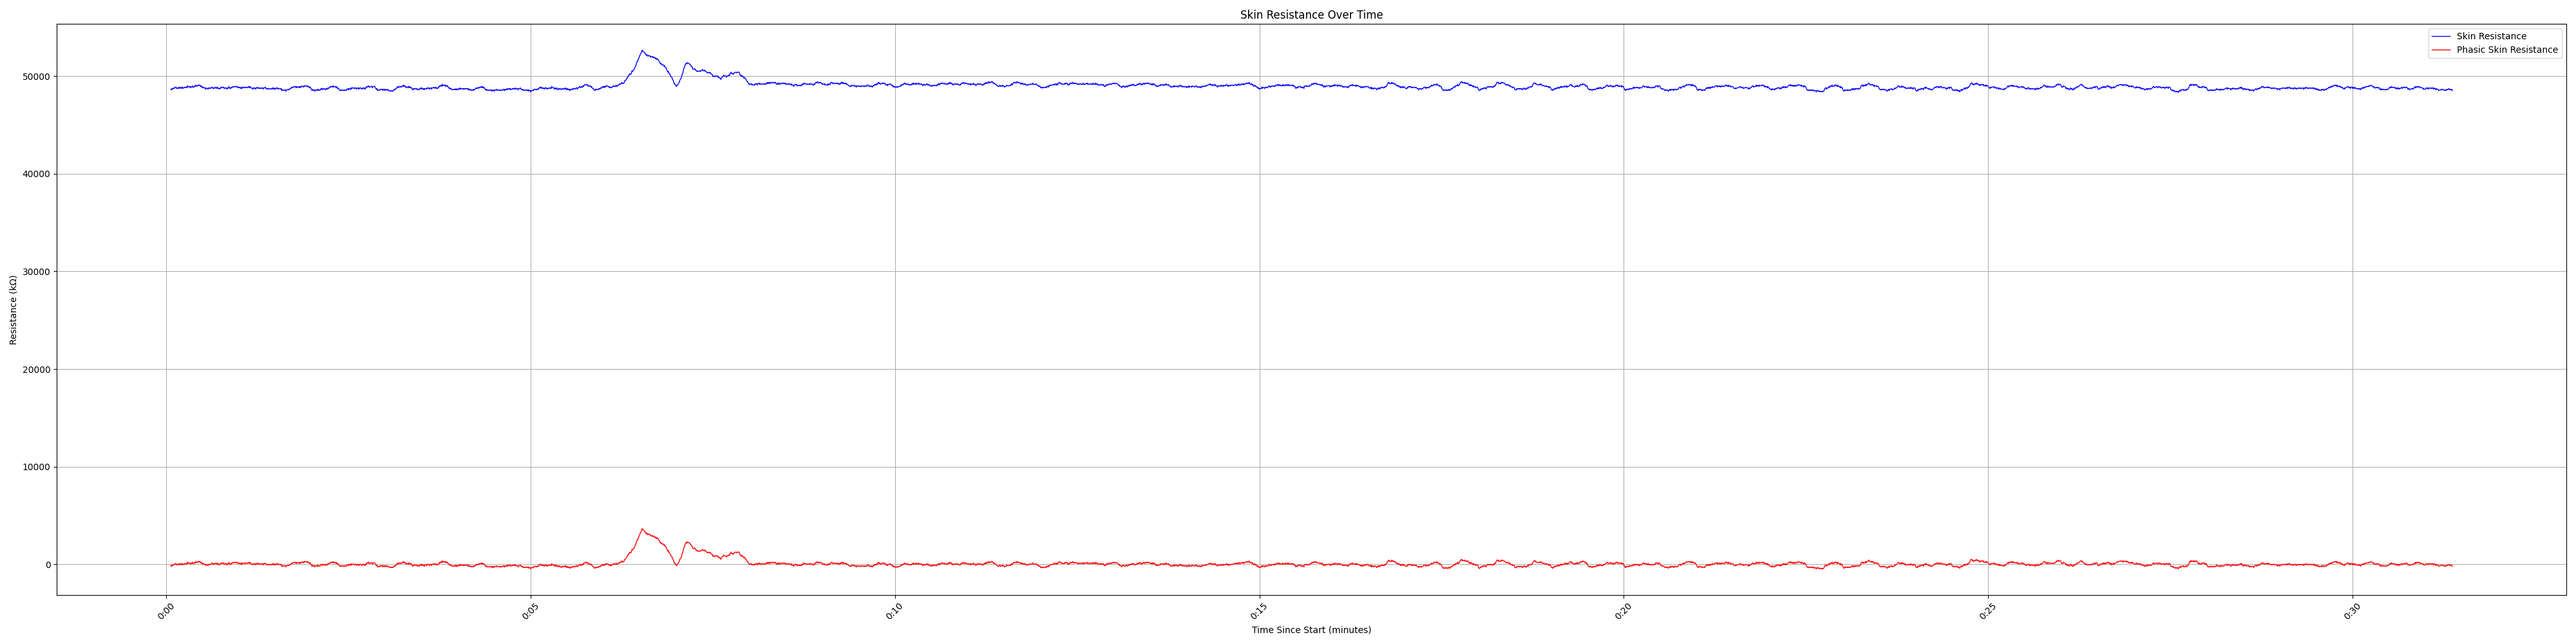 Skin Resistance Over Time
Skin Resistance
Phasic Skin Resistance
Resistance (kΩ)
50000
40000
30000
20000
10000
0
0:00
0:05
0:10
0:15
0:20
0:25
0:30
Time Since Start (minutes)